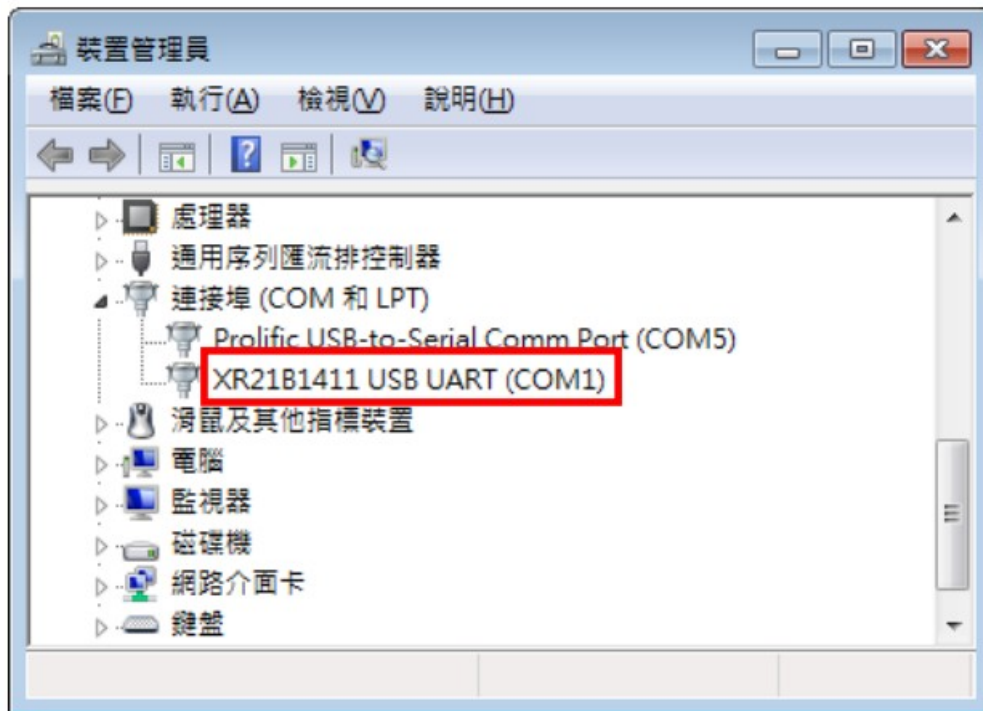 裝置管理員
檔案(F) 執行(A) 檢視(V) 說明(H)
處理器
通用序列匯流排控制器
連接埠 (COM 和 LPT)
Prolific USB-to-Serial Comm Port (COM5)
XR21B1411 USB UART (COM1)
滑鼠及其他指標裝置
電腦
監視器
磁碟機
網路介面卡
鍵盤